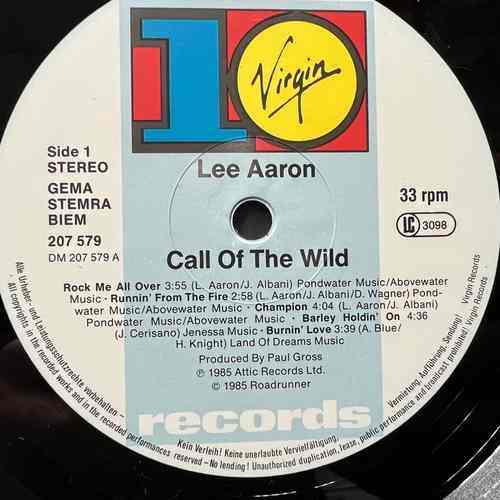 10
Virgin
Side 1
STEREO
GEMA
STEMRA
BIEM
207 579
DM 207 579 A
Lee Aaron
33 rpm
LC 3098
Call Of The Wild
Rock Me All Over 3:55 (L. Aaron/J. Albani) Pondwater Music/Abovewater
Music · Runnin' From The Fire 2:58 (L. Aaron/J. Albani/D. Wagner) Pond-
water Music/Abovewater Music · Champion 4:04 (L. Aaron/J. Albani)
Pondwater Music/Abovewater Music · Barley Holdin' On 4:36
(J. Cerisano) Jenessa Music · Burnin' Love 3:39 (A. Blue/
H. Knight) Land Of Dreams Music
Produced By Paul Gross
℗ 1985 Attic Records Ltd.
© 1985 Roadrunner
records
Alle Urheber- und Leistungsschutzrechte vorbehalten –
All copyrights in the recorded works and in the recorded
Kein Verleih! Keine unerlaubte Vervielfältigung,
performances reserved – No lending! Unauthorized duplication, lease, public performance and broadcast prohibited! Virgin Records
Vermietung, Aufführung, Sendung! Virgin Records